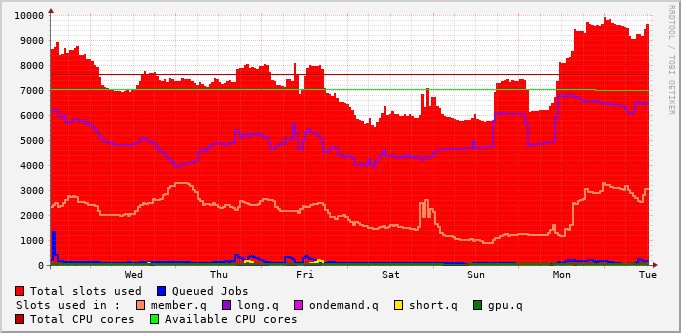 10000
9000
8000
7000
6000
5000
4000
3000
2000
1000
0
Wed Thu Fri Sat Sun Mon Tue
RRDTOOL / TOBI OETIKER
Total slots used Queued Jobs
Slots used in : member.q long.q ondemand.q short.q gpu.q
Total CPU cores Available CPU cores